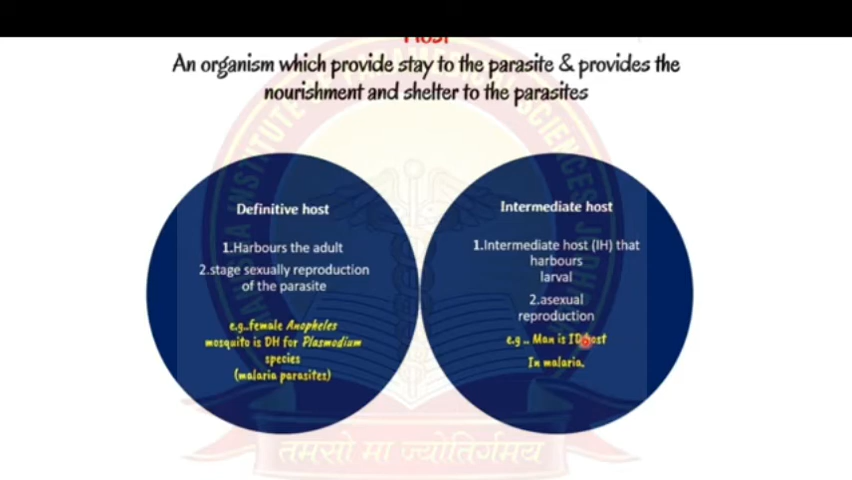 Host
An organism which provide stay to the parasite & provides the
nourishment and shelter to the parasites
Definitive host
1.Harbours the adult
2.stage sexually reproduction
of the parasite
e.g..female Anopheles
mosquito is DH for Plasmodium
species
(malaria parasites)
Intermediate host
1.Intermediate host (IH) that
harbours
larval
2.asexual
reproduction
e.g .. Man is ID host
In malaria.
तमसो मा ज्योतिर्गमय